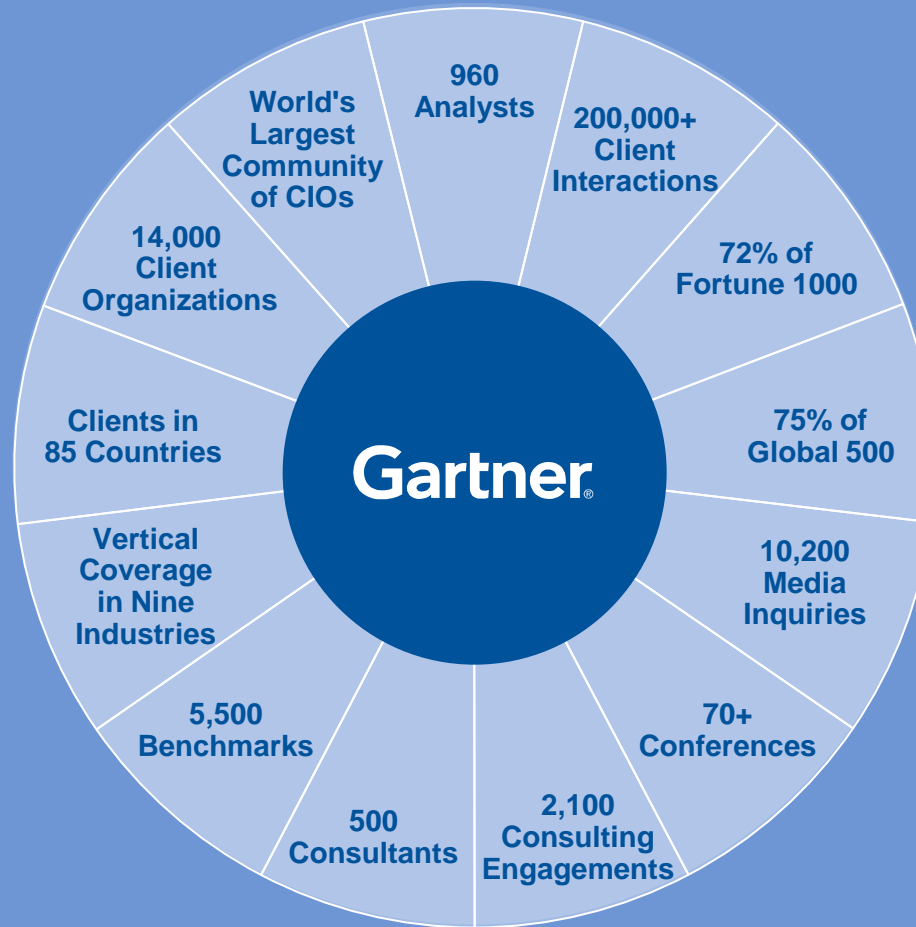 960
Analysts
200,000+
Client
Interactions
72% of
Fortune 1000
75% of
Global 500
10,200
Media
Inquiries
70+
Conferences
2,100
Consulting
Engagements
500
Consultants
5,500
Benchmarks
Vertical
Coverage
in Nine
Industries
Clients in
85 Countries
14,000
Client
Organizations
World's
Largest
Community
of CIOs
Gartner®